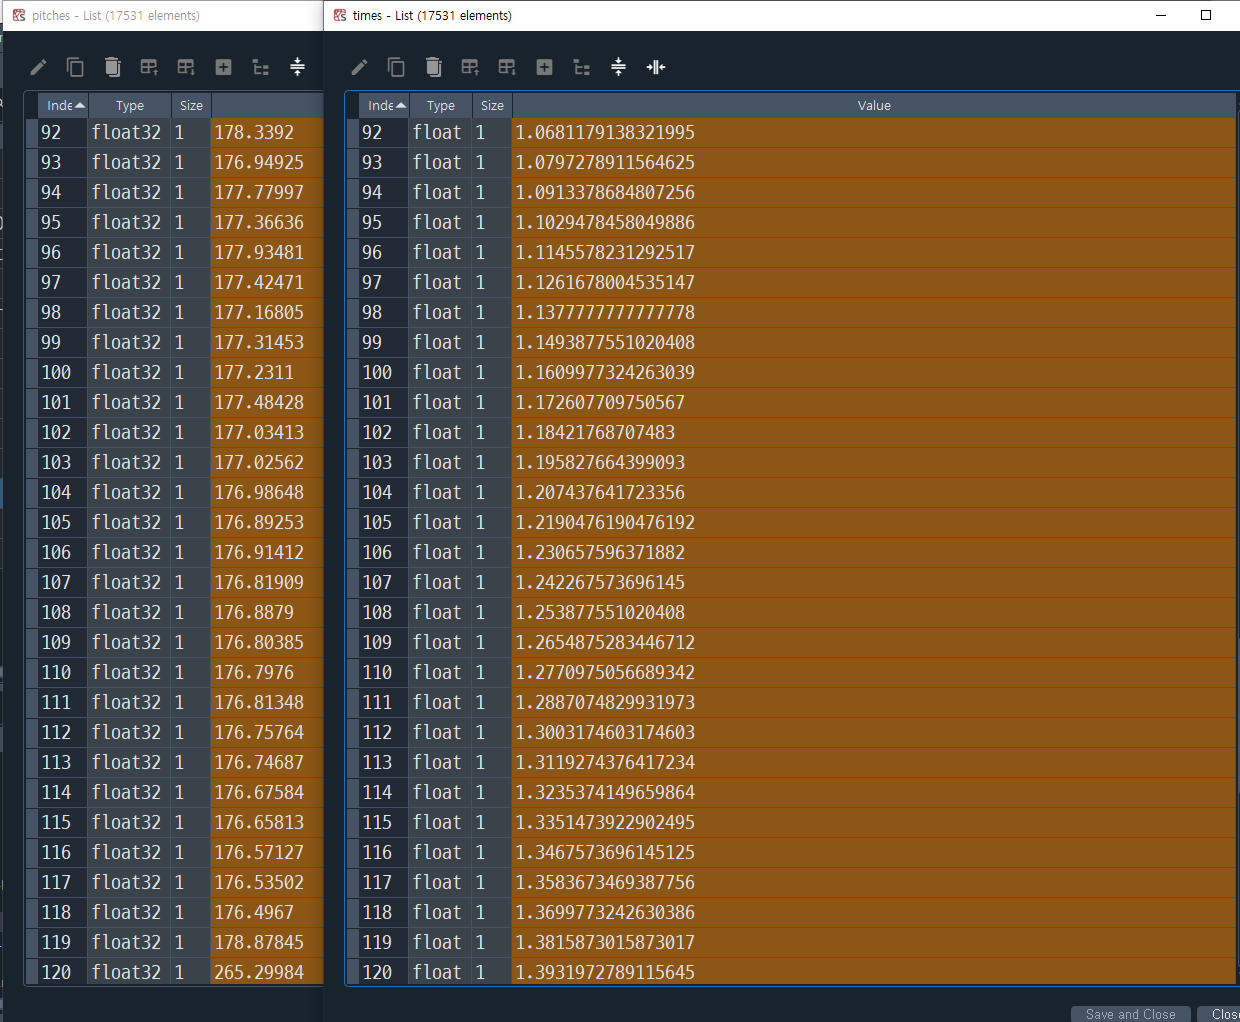 pitches - List (17531 elements)
times - List (17531 elements)
Inde Type Size
Inde Type Size Value
92 float32 1 178.3392
93 float32 1 176.94925
94 float32 1 177.77997
95 float32 1 177.36636
96 float32 1 177.93481
97 float32 1 177.42471
98 float32 1 177.16805
99 float32 1 177.31453
100 float32 1 177.2311
101 float32 1 177.48428
102 float32 1 177.03413
103 float32 1 177.02562
104 float32 1 176.98648
105 float32 1 176.89253
106 float32 1 176.91412
107 float32 1 176.81909
108 float32 1 176.8879
109 float32 1 176.80385
110 float32 1 176.7976
111 float32 1 176.81348
112 float32 1 176.75764
113 float32 1 176.74687
114 float32 1 176.67584
115 float32 1 176.65813
116 float32 1 176.57127
117 float32 1 176.53502
118 float32 1 176.4967
119 float32 1 178.87845
120 float32 1 265.29984
92 float 1 1.0681179138321995
93 float 1 1.0797278911564625
94 float 1 1.0913378684807256
95 float 1 1.1029478458049886
96 float 1 1.1145578231292517
97 float 1 1.1261678004535147
98 float 1 1.1377777777777778
99 float 1 1.1493877551020408
100 float 1 1.1609977324263039
101 float 1 1.172607709750567
102 float 1 1.18421768707483
103 float 1 1.195827664399093
104 float 1 1.207437641723356
105 float 1 1.2190476190476192
106 float 1 1.230657596371882
107 float 1 1.242267573696145
108 float 1 1.253877551020408
109 float 1 1.2654875283446712
110 float 1 1.2770975056689342
111 float 1 1.2887074829931973
112 float 1 1.3003174603174603
113 float 1 1.3119274376417234
114 float 1 1.3235374149659864
115 float 1 1.3351473922902495
116 float 1 1.3467573696145125
117 float 1 1.3583673469387756
118 float 1 1.3699773242630386
119 float 1 1.3815873015873017
120 float 1 1.3931972789115645
Save and Close Clos